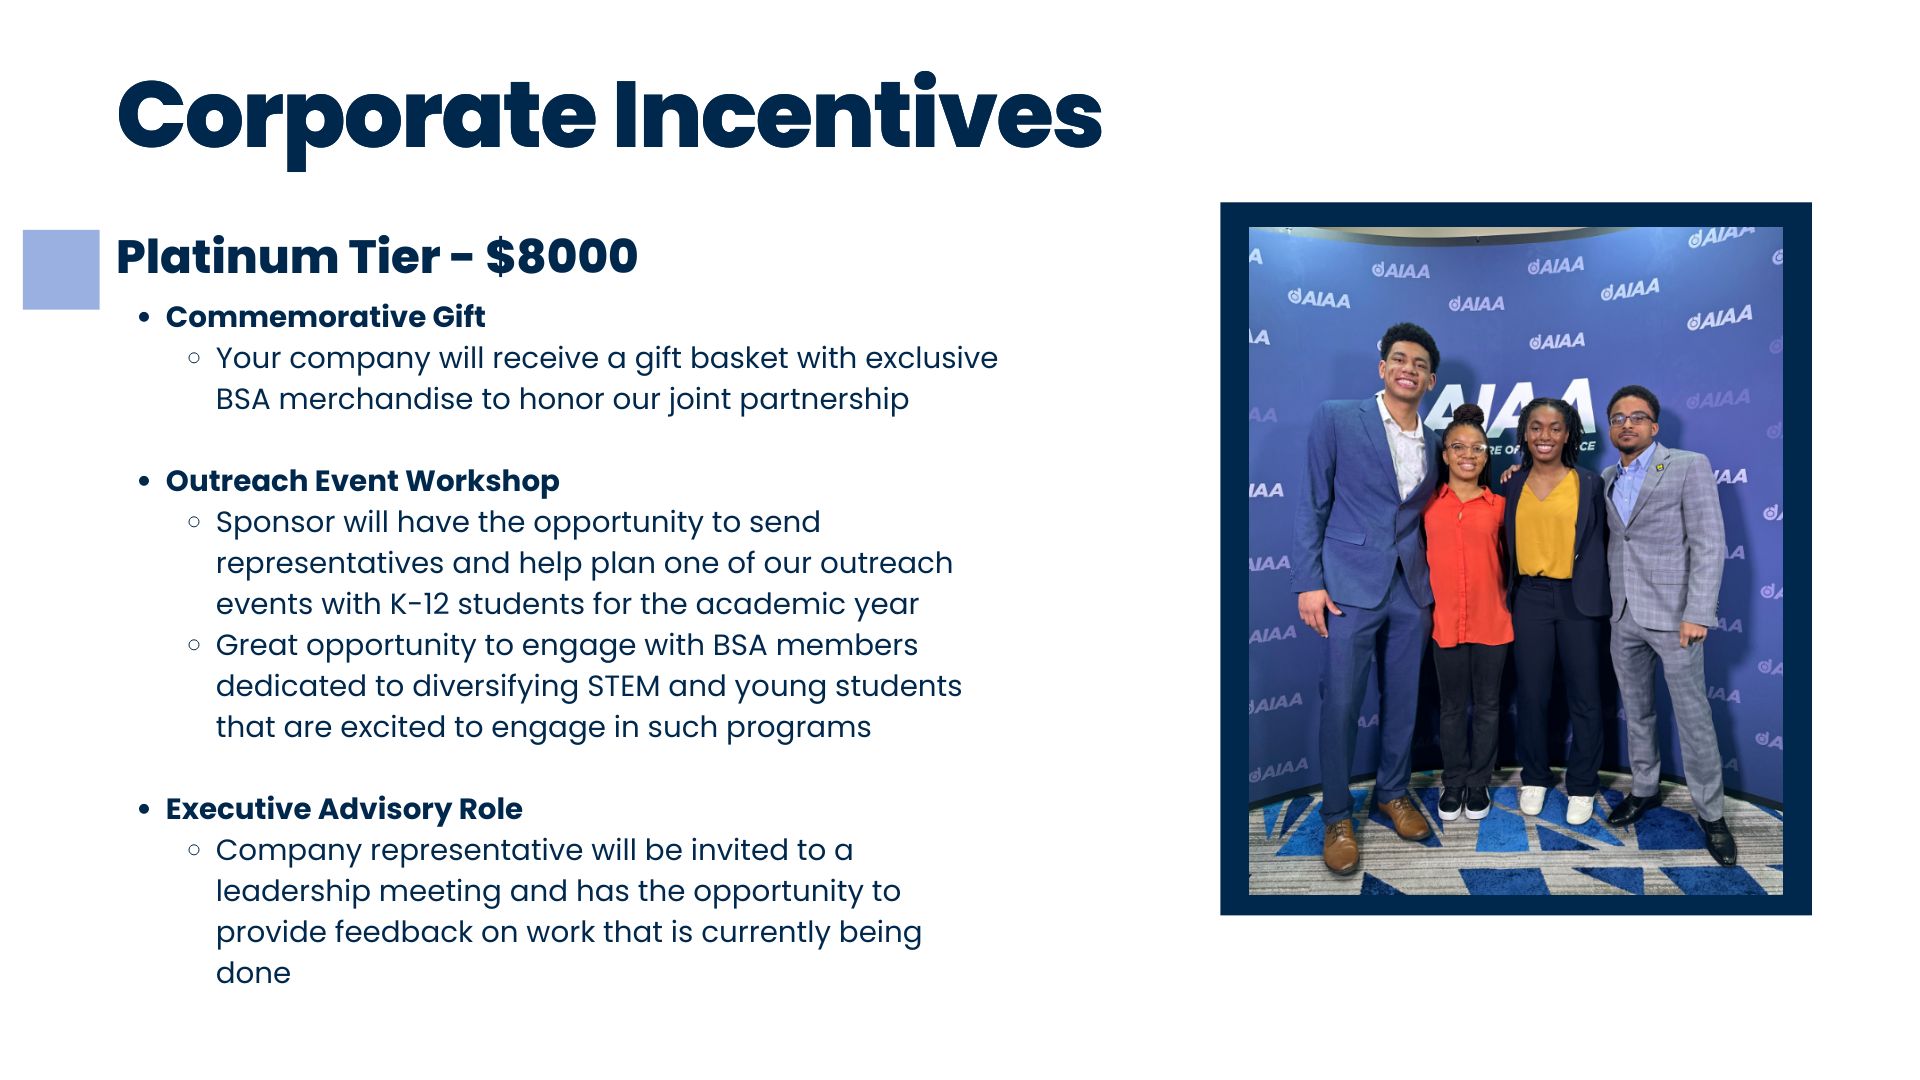 Corporate Incentives
Platinum Tier - $8000
• Commemorative Gift
◦ Your company will receive a gift basket with exclusive
BSA merchandise to honor our joint partnership
• Outreach Event Workshop
◦ Sponsor will have the opportunity to send
representatives and help plan one of our outreach
events with K-12 students for the academic year
◦ Great opportunity to engage with BSA members
dedicated to diversifying STEM and young students
that are excited to engage in such programs
• Executive Advisory Role
◦ Company representative will be invited to a
leadership meeting and has the opportunity to
provide feedback on work that is currently being
done
AIAA
AIAA
AIAA
AIAA
AIAA
AIAA
AIAA
AIAA
AIAA
AIAA